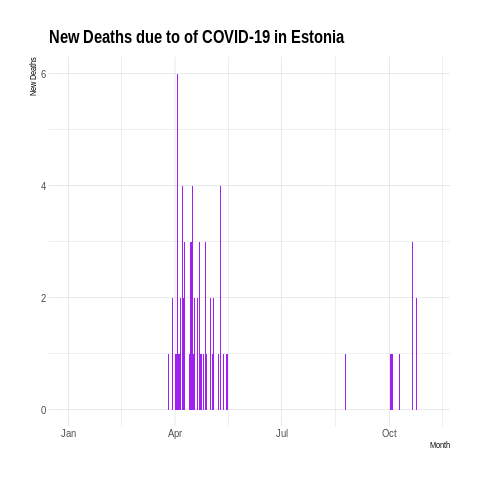 New Deaths due to of COVID-19 in Estonia
New Deaths
6
4
2
0
Jan Apr Jul Oct
Month